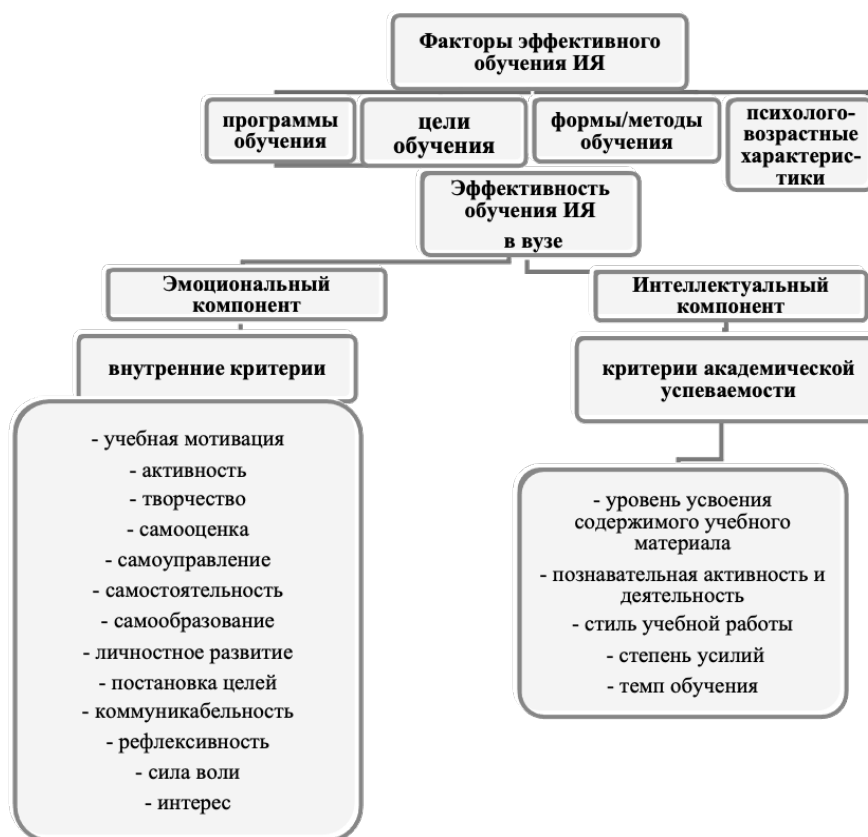 Факторы эффективного
обучения ИЯ
программы
обучения
цели
обучения
формы/методы
обучения
психолого-
возрастные
характерис-
тики
Эффективность
обучения ИЯ
в вузе
Эмоциональный
компонент
Интеллектуальный
компонент
внутренние критерии
критерии академической
успеваемости
- учебная мотивация
- активность
- творчество
- самооценка
- самоуправление
- самостоятельность
- самообразование
- личностное развитие
- постановка целей
- коммуникабельность
- рефлексивность
- сила воли
- интерес
- уровень усвоения
содержимого учебного
материала
- познавательная активность и
деятельность
- стиль учебной работы
- степень усилий
- темп обучения